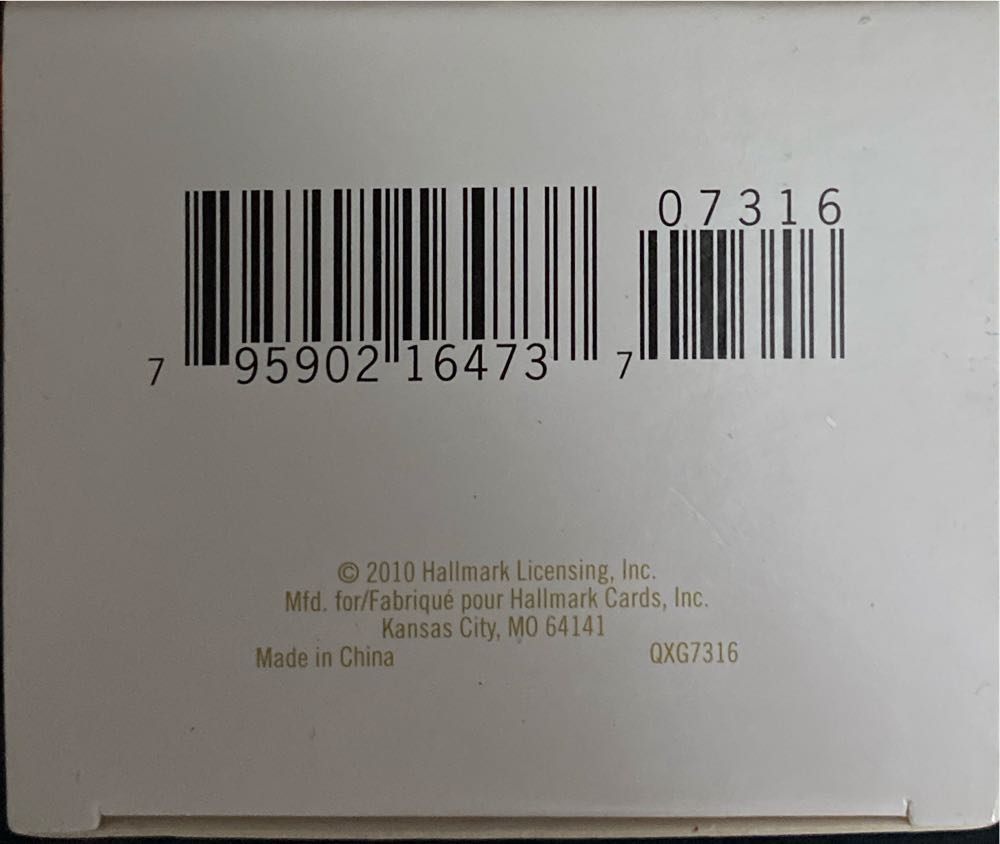 07316
7 95902 16473 7
© 2010 Hallmark Licensing, Inc.
Mfd. for/Fabriqué pour Hallmark Cards, Inc.
Kansas City, MO 64141
Made in China QXG7316